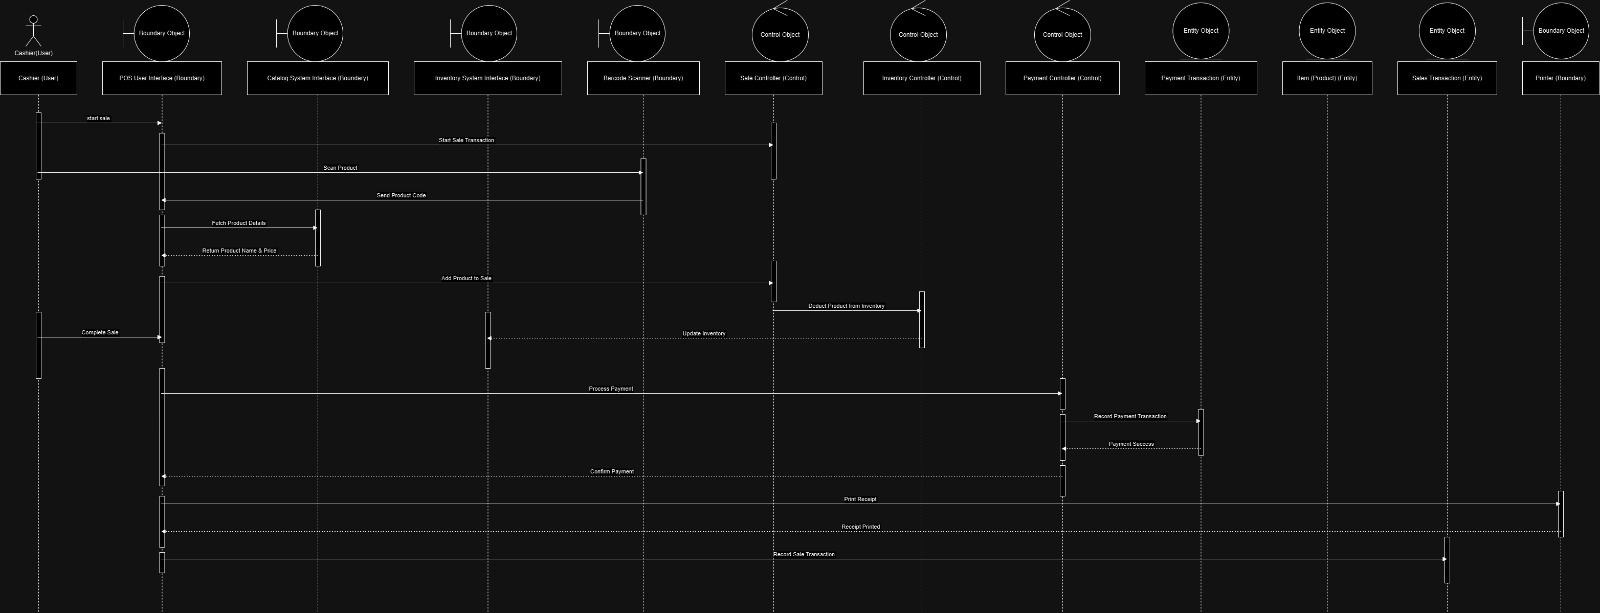 Boundary Object
Boundary Object
Boundary Object
Boundary Object
Control Object
Control Object
Control Object
Entity Object
Entity Object
Entity Object
Boundary Object
Cashier(User)
Cashier (User)
POS User Interface (Boundary)
Catalog System Interface (Boundary)
Inventory System Interface (Boundary)
Barcode Scanner (Boundary)
Sale Controller (Control)
Inventory Controller (Control)
Payment Controller (Control)
Payment Transaction (Entity)
Item (Product) (Entity)
Sales Transaction (Entity)
Printer (Boundary)
start sale
Start Sale Transaction
Scan Product
Send Product Code
Fetch Product Details
Return Product Name & Price
Add Product to Sale
Deduct Product from Inventory
Complete Sale
Update Inventory
Process Payment
Record Payment Transaction
Payment Success
Confirm Payment
Print Receipt
Receipt Printed
Record Sale Transaction